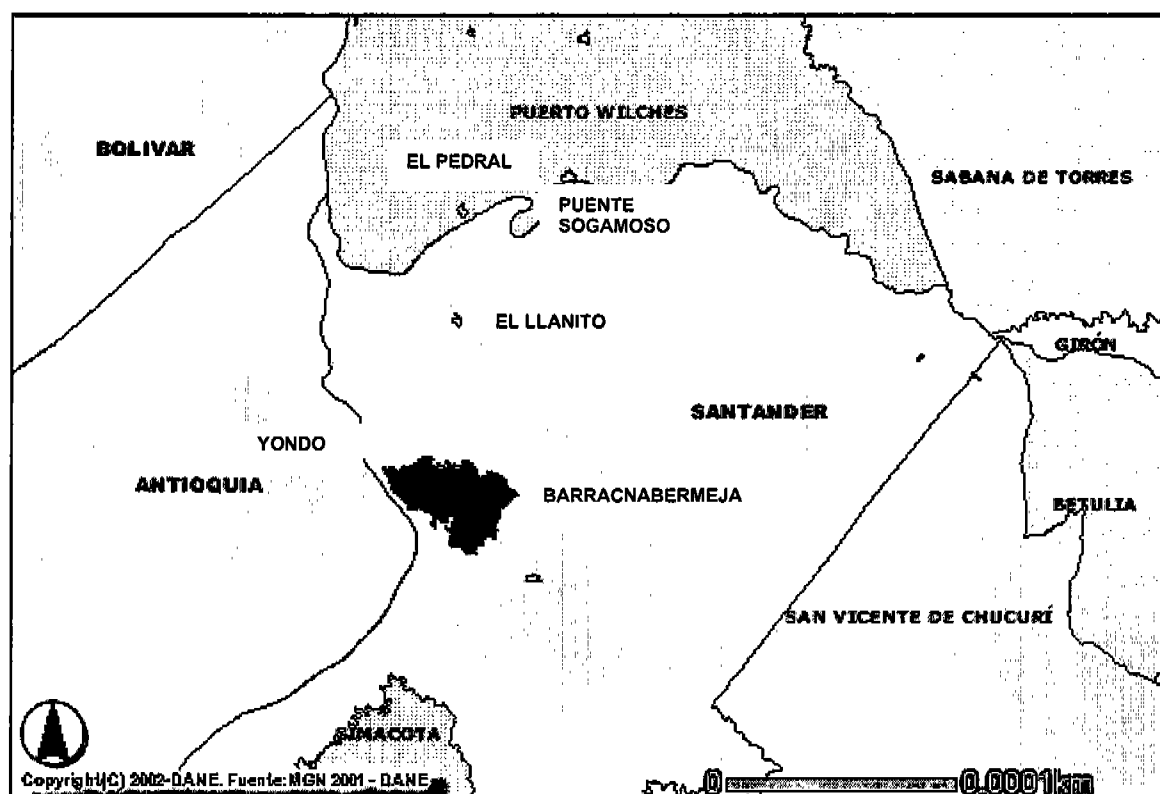 PUERTO WILCHES
BOLIVAR
EL PEDRAL
SABANA DE TORRES
PUENTE
SOGAMOSO
EL LLANITO
GIRÓN
SANTANDER
YONDO
ANTIOQUIA
BARRACNABERMEJA
BETULIA
SAN VICENTE DE CHUCURÍ
SIMACOTA
Copyright(C) 2002-DANE. Fuente: MGN 2001 - DANE
0 0.0001km